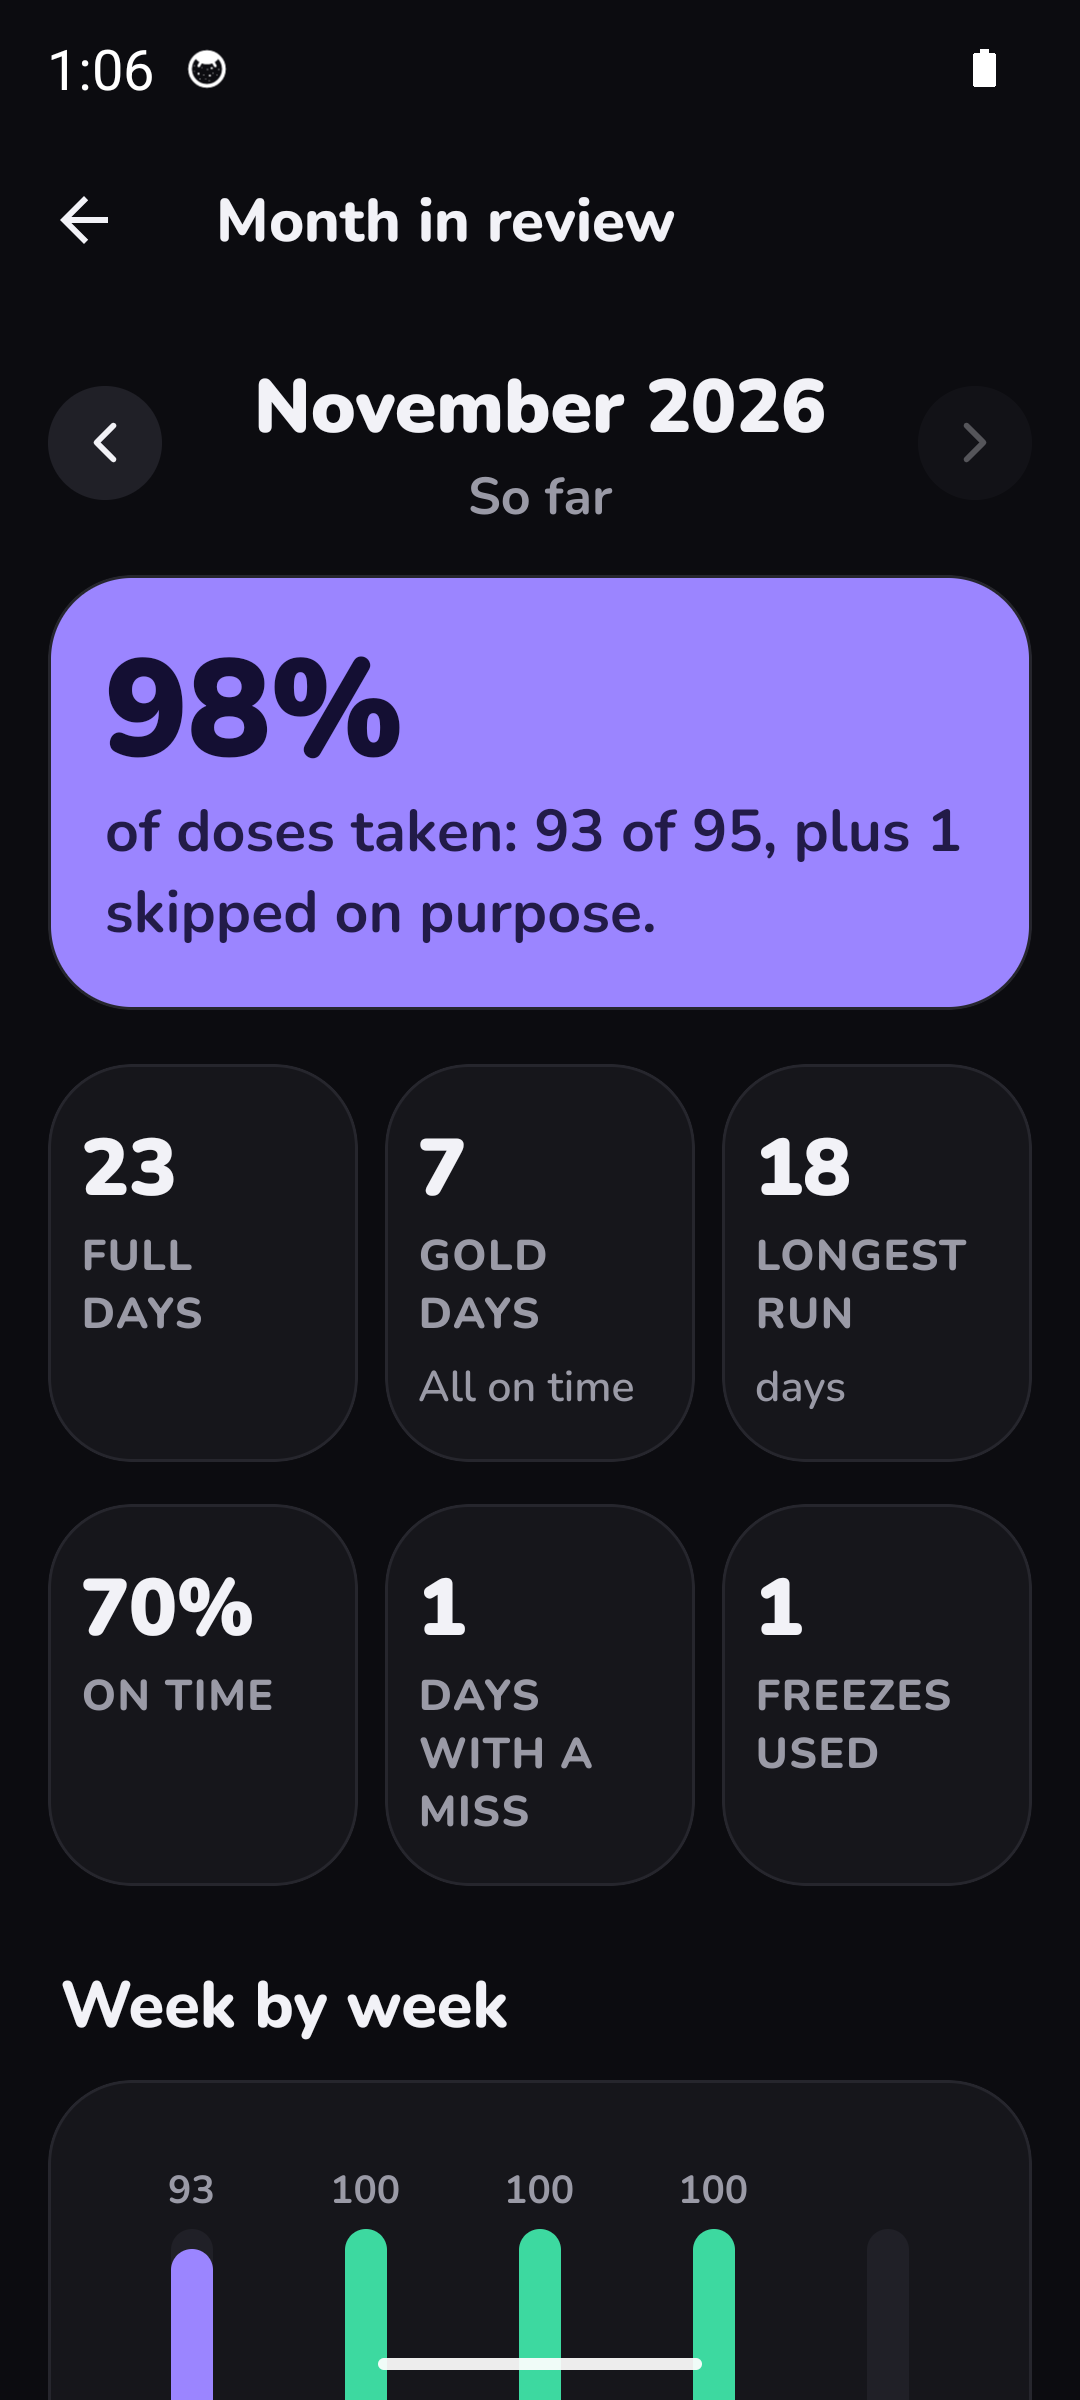 1:06
Month in review
November 2026
So far
98%
of doses taken: 93 of 95, plus 1
skipped on purpose.
23
FULL
DAYS
7
GOLD
DAYS
All on time
18
LONGEST
RUN
days
70%
ON TIME
1
DAYS
WITH A
MISS
1
FREEZES
USED
Week by week
93
100
100
100